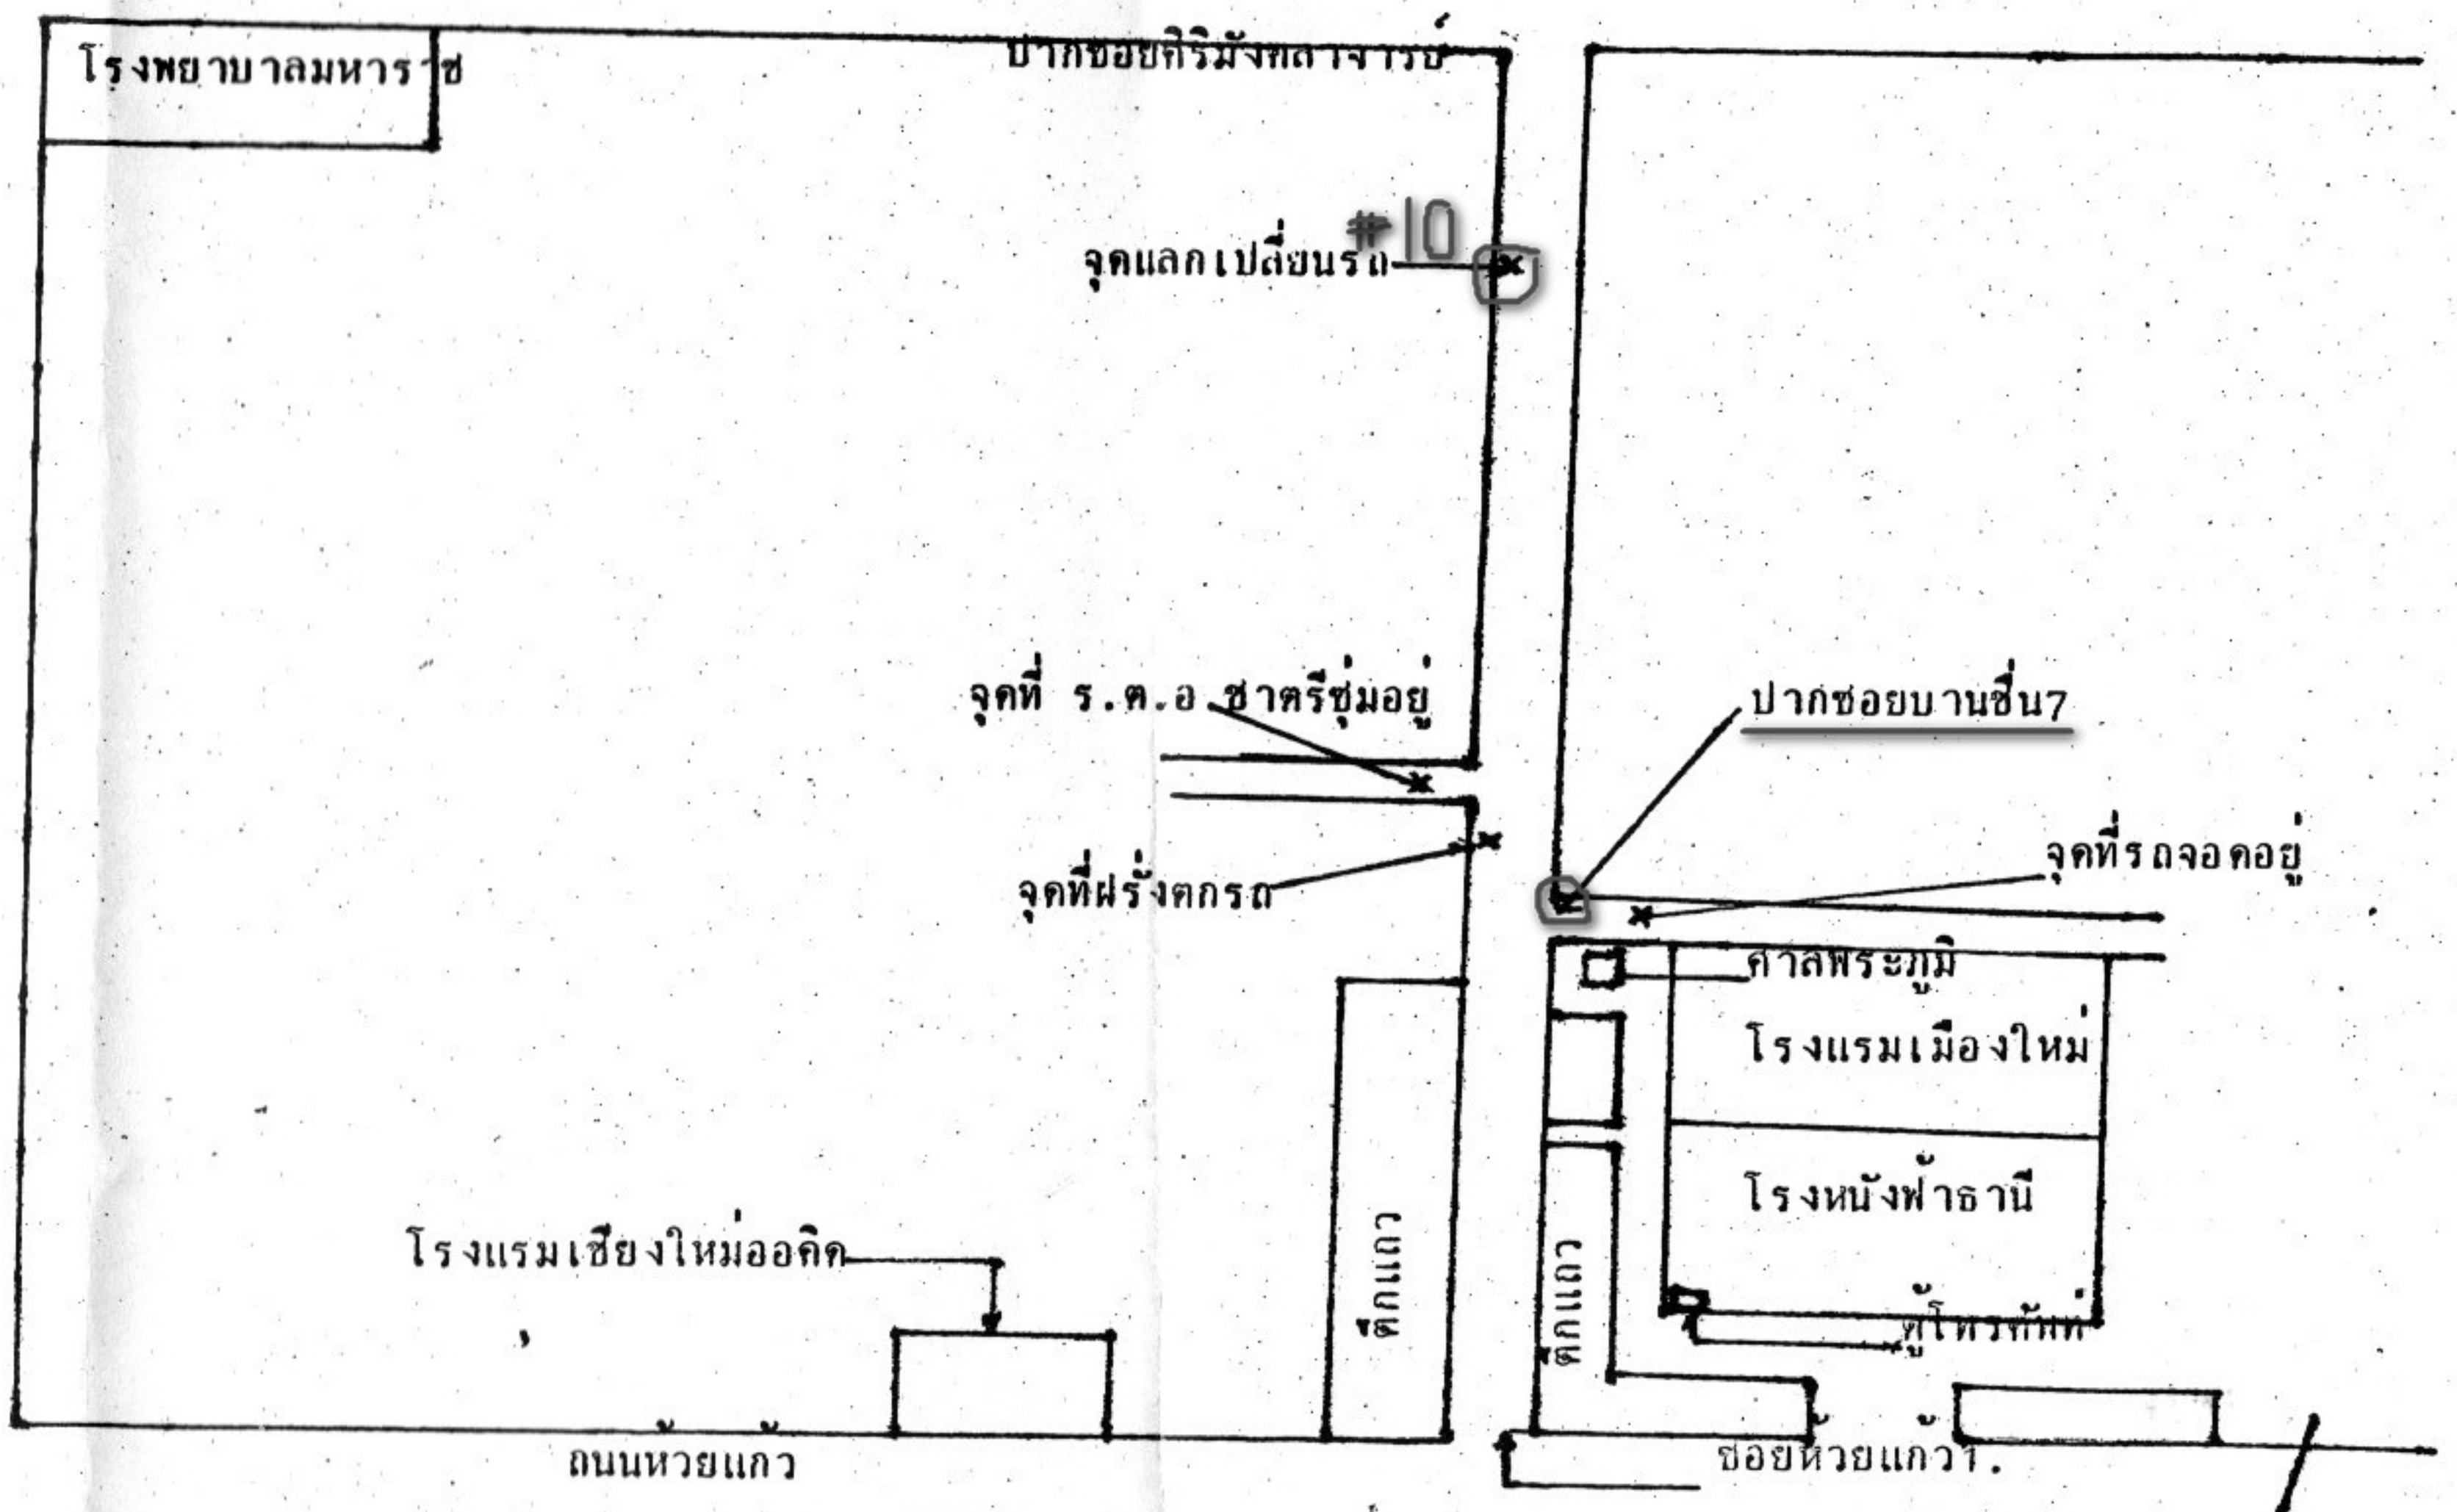 โรงพยาบาลมหาราช
ปากซอยศิริมังคลาจารย์
#10
จุดแลกเปลี่ยนรถ
จุดที่ ร.ต.อ.ชาตรีซุ่มอยู่
ปากซอยบานชื่น7
จุดที่ฝรั่งตกรถ
จุดที่รถจอดอยู่
ศาลพระภูมิ
โรงแรมเมืองใหม่
โรงหนังฟ้าธานี
ตู้โทรศัพท์
โรงแรมเชียงใหม่ออคิด
ตึกแถว
ตึกแถว
ถนนห้วยแก้ว
ซอยห้วยแก้ว1.